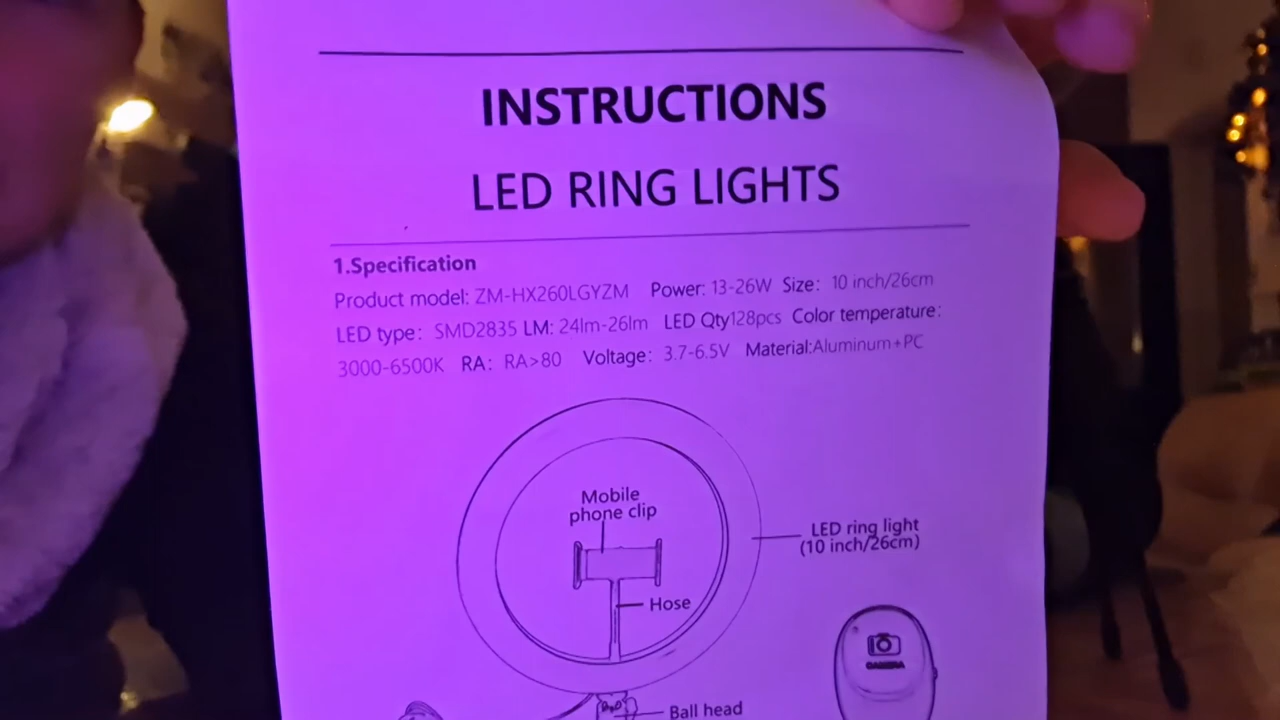 INSTRUCTIONS
LED RING LIGHTS
1.Specification
Product model: ZM-HX260LGYZM Power: 13-26W Size: 10 inch/26cm
LED type: SMD2835 LM: 24lm-26lm LED Qty128pcs Color temperature:
3000-6500K RA: RA>80 Voltage: 3.7-6.5V Material:Aluminum+PC
Mobile
phone clip
LED ring light
(10 inch/26cm)
Hose
CAMERA
Ball head